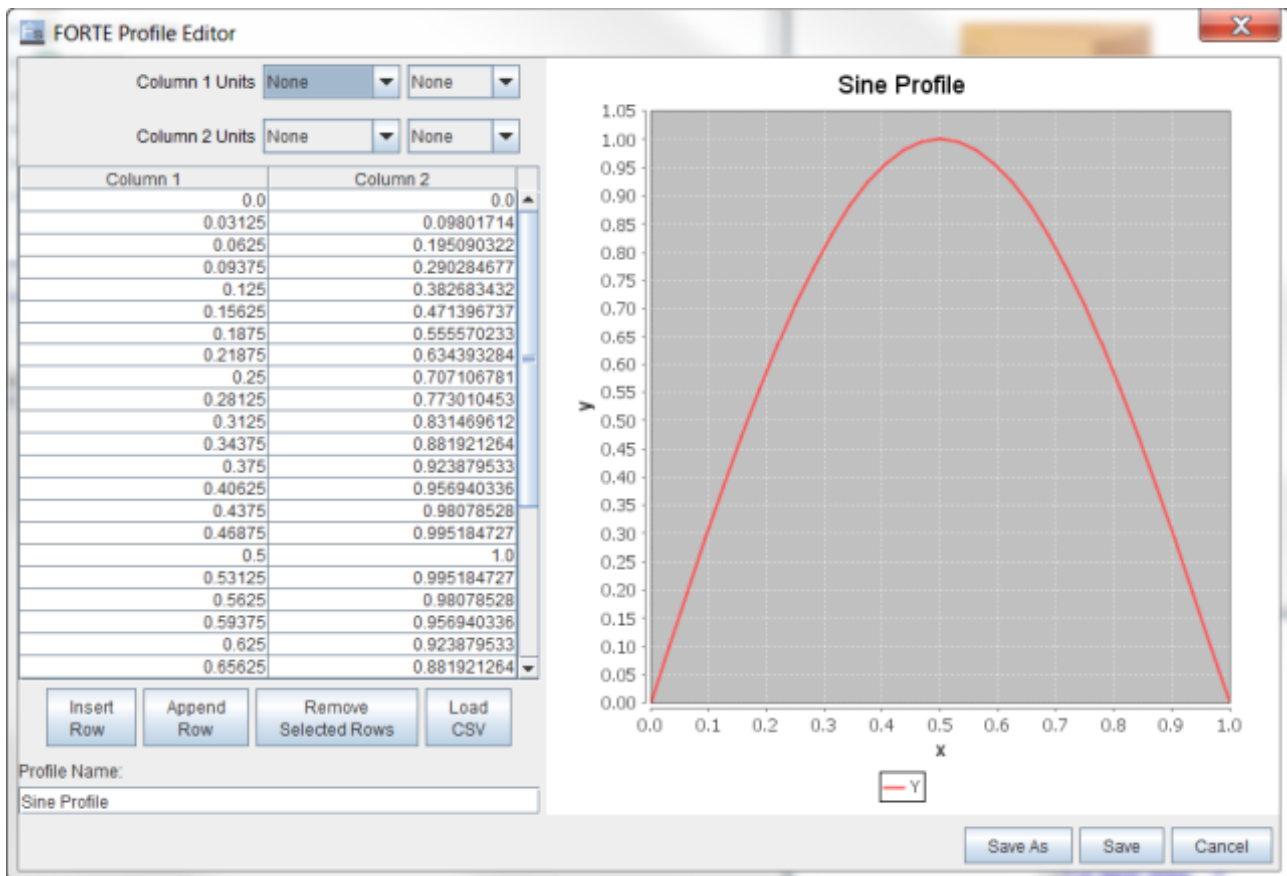 FORTE Profile Editor
Column 1 Units None None
Column 2 Units None None
Column 1 Column 2
0.0 0.0
0.03125 0.09801714
0.0625 0.195090322
0.09375 0.290284677
0.125 0.382683432
0.15625 0.471396737
0.1875 0.555570233
0.21875 0.634393284
0.25 0.707106781
0.28125 0.773010453
0.3125 0.831469612
0.34375 0.881921264
0.375 0.923879533
0.40625 0.956940336
0.4375 0.98078528
0.46875 0.995184727
0.5 1.0
0.53125 0.995184727
0.5625 0.98078528
0.59375 0.956940336
0.625 0.923879533
0.65625 0.881921264
Insert Row
Append Row
Remove Selected Rows
Load CSV
Profile Name:
Sine Profile
Sine Profile
1.05
1.00
0.95
0.90
0.85
0.80
0.75
0.70
0.65
0.60
0.55
0.50
0.45
0.40
0.35
0.30
0.25
0.20
0.15
0.10
0.05
0.00
y
0.0 0.1 0.2 0.3 0.4 0.5 0.6 0.7 0.8 0.9 1.0
x
Y
Save As Save Cancel